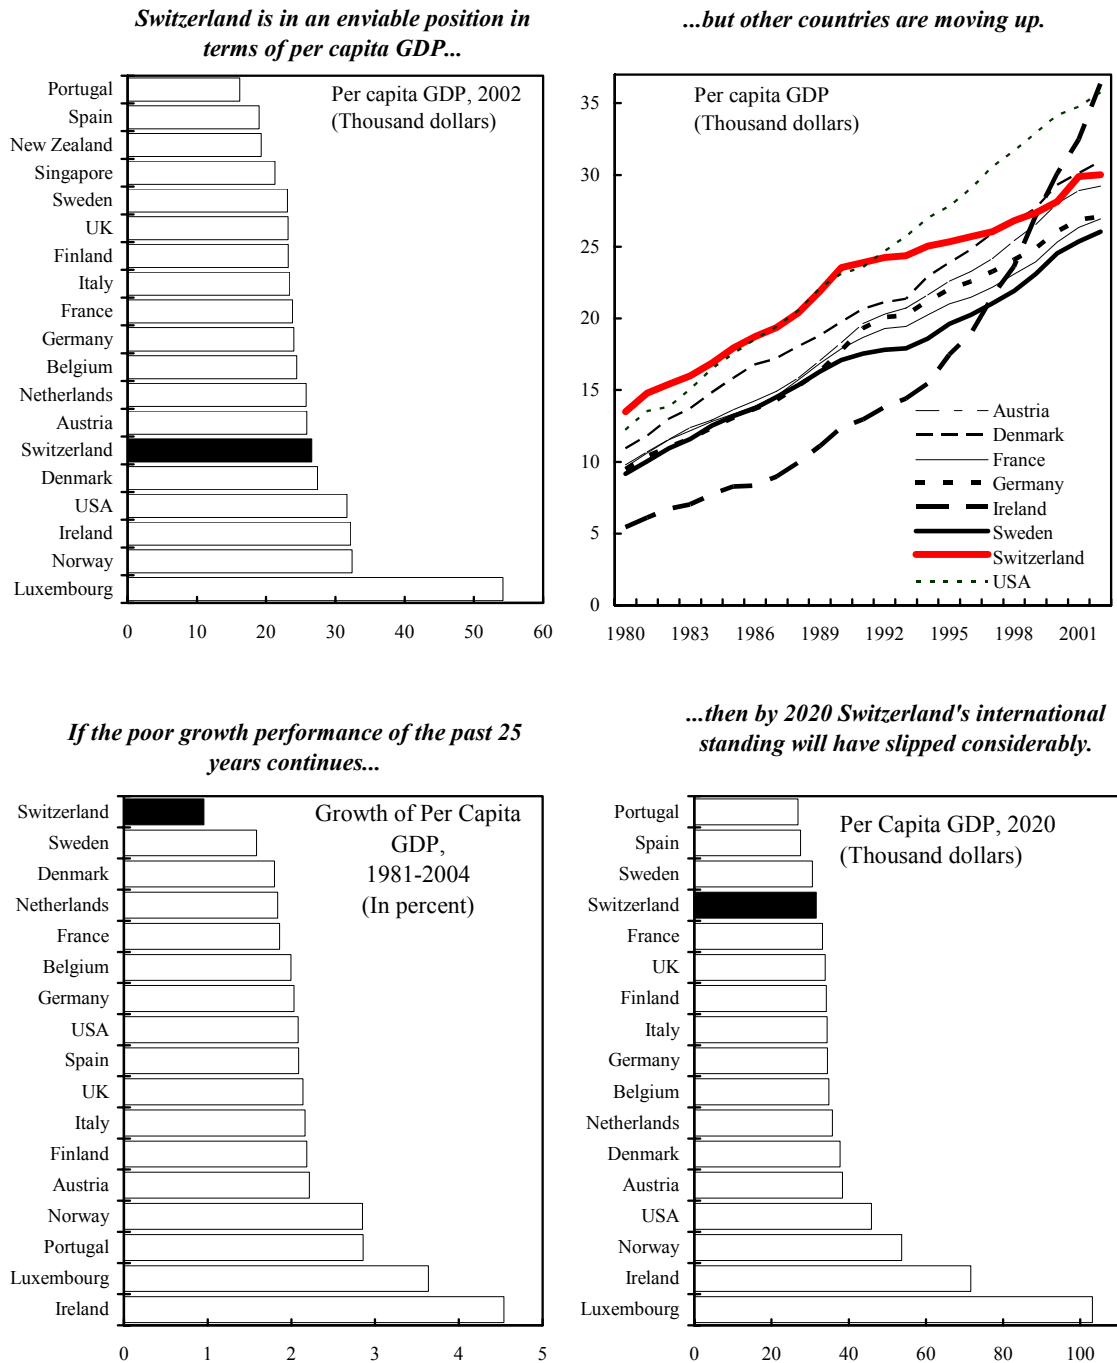 Switzerland is in an enviable position in
terms of per capita GDP...
Per capita GDP, 2002
(Thousand dollars)
Portugal
Spain
New Zealand
Singapore
Sweden
UK
Finland
Italy
France
Germany
Belgium
Netherlands
Austria
Switzerland
Denmark
USA
Ireland
Norway
Luxembourg
0 10 20 30 40 50 60
...but other countries are moving up.
Per capita GDP
(Thousand dollars)
35
30
25
20
15
10
5
0
Austria
Denmark
France
Germany
Ireland
Sweden
Switzerland
USA
1980 1983 1986 1989 1992 1995 1998 2001
If the poor growth performance of the past 25
years continues...
Growth of Per Capita
GDP,
1981-2004
(In percent)
Switzerland
Sweden
Denmark
Netherlands
France
Belgium
Germany
USA
Spain
UK
Italy
Finland
Austria
Norway
Portugal
Luxembourg
Ireland
0 1 2 3 4 5
...then by 2020 Switzerland's international
standing will have slipped considerably.
Per Capita GDP, 2020
(Thousand dollars)
Portugal
Spain
Sweden
Switzerland
France
UK
Finland
Italy
Germany
Belgium
Netherlands
Denmark
Austria
USA
Norway
Ireland
Luxembourg
0 20 40 60 80 100